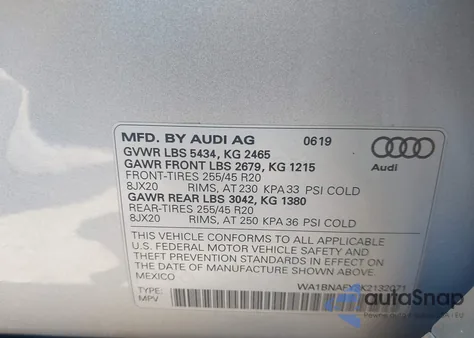 MFD. BY AUDI AG 0619
GVWR LBS 5434, KG 2465
GAWR FRONT LBS 2679, KG 1215
FRONT-TIRES 255/45 R20
8JX20 RIMS, AT 230 KPA 33 PSI COLD
GAWR REAR LBS 3042, KG 1380
REAR-TIRES 255/45 R20
8JX20 RIMS, AT 250 KPA 36 PSI COLD
Audi
THIS VEHICLE CONFORMS TO ALL APPLICABLE
U.S. FEDERAL MOTOR VEHICLE SAFETY AND
THEFT PREVENTION STANDARDS IN EFFECT ON
THE DATE OF MANUFACTURE SHOWN ABOVE.
MEXICO
TYPE:
MPV
autoSnap